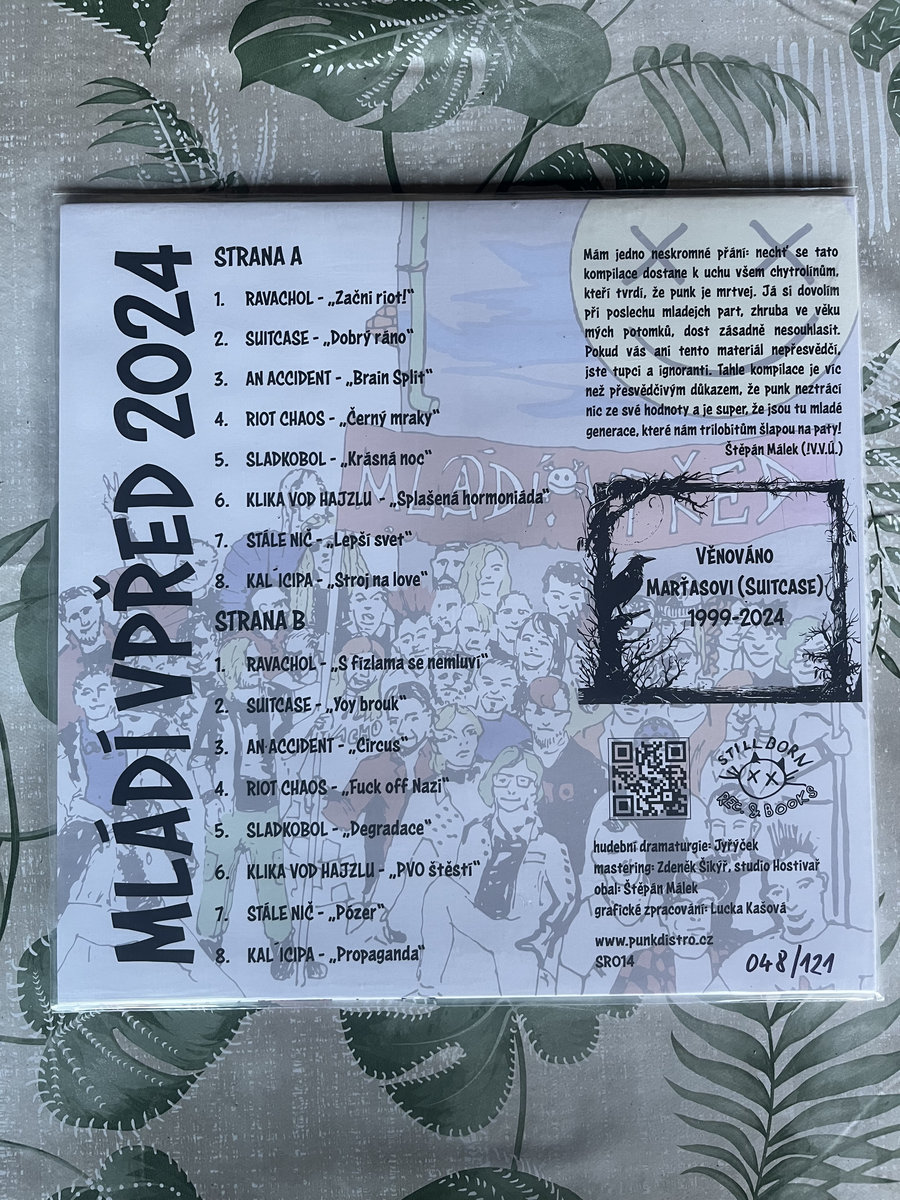 MLÁDÍ VPŘED 2024
STRANA A
1. RAVACHOL - „Začni riot!“
2. SUITCASE - „Dobrý ráno“
3. AN ACCIDENT - „Brain Split“
4. RIOT CHAOS - „Černý mraky“
5. SLADKOBOL - „Krásná noc“
6. KLIKA VOD HAJZLU - „Splašená hormoniáda“
7. STÁLE NIC - „Lepší svet“
8. KAL´ICIPA - „Stroj na love“
STRANA B
1. RAVACHOL - „S fízlama se nemluví“
2. SUITCASE - „Yoy brouk“
3. AN ACCIDENT - „Circus“
4. RIOT CHAOS - „Fuck off Nazi“
5. SLADKOBOL - „Degradace“
6. KLIKA VOD HAJZLU - „PVO štěstí“
7. STÁLE NIČ - „Pózer“
8. KAL´ICIPA - „Propaganda“
Mám jedno neskromné přání: nechť se tato
kompilace dostane k uchu všem chytrolínům,
kteří tvrdí, že punk je mrtvej. Já si dovolím
při poslechu mladejch part, zhruba ve věku
mých potomků, dost zásadně nesouhlasit.
Pokud vás ani tento materiál nepřesvědčí,
jste tupci a ignoranti. Tahle kompilace je víc
než přesvědčivým důkazem, že punk neztrácí
nic ze své hodnoty a je super, že jsou tu mladé
generace, které nám trilobitům šlapou na paty!
Štěpán Málek (!V.V.Ú.)
MLÁDÍ VPŘED
VĚNOVÁNO
MARŤASOVI (SUITCASE)
1999-2024
STILL BORN
REC. & BOOKS
hudební dramaturgie: Jyřýček
mastering: Zdeněk Šikýř, studio Hostivař
obal: Štěpán Málek
grafické zpracování: Lucka Kašová
www.punkdistro.cz
SR014
048/121